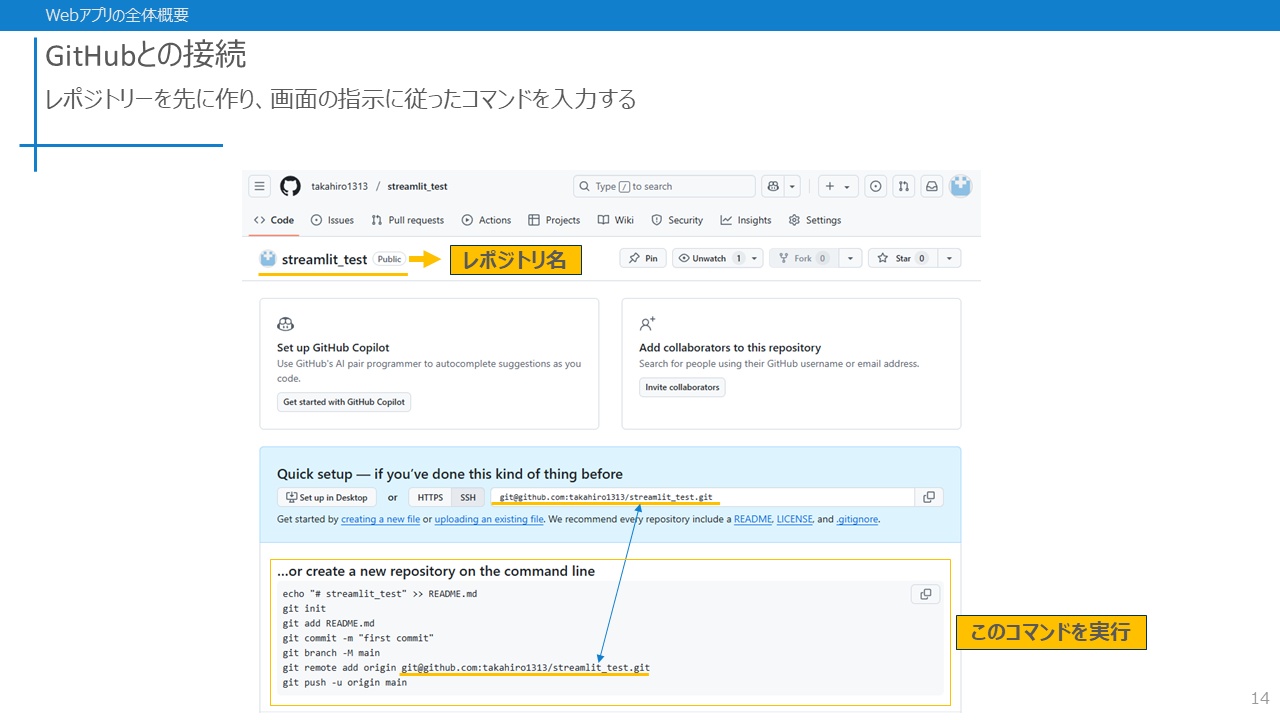 Webアプリの全体概要
GitHubとの接続
レポジトリーを先に作り、画面の指示に従ったコマンドを入力する
takahiro1313 / streamlit_test
Type / to search
Code Issues Pull requests Actions Projects Wiki Security Insights Settings
streamlit_test Public レポジトリ名 Pin Unwatch 1 Fork 0 Star 0
Set up GitHub Copilot
Use GitHub's AI pair programmer to autocomplete suggestions as you
code.
Get started with GitHub Copilot
Add collaborators to this repository
Search for people using their GitHub username or email address.
Invite collaborators
Quick setup — if you've done this kind of thing before
Set up in Desktop or HTTPS SSH git@github.com:takahiro1313/streamlit_test.git
Get started by creating a new file or uploading an existing file. We recommend every repository include a README, LICENSE, and .gitignore.
...or create a new repository on the command line
echo "# streamlit_test" >> README.md
git init
git add README.md
git commit -m "first commit"
git branch -M main
git remote add origin git@github.com:takahiro1313/streamlit_test.git
git push -u origin main
このコマンドを実行
14